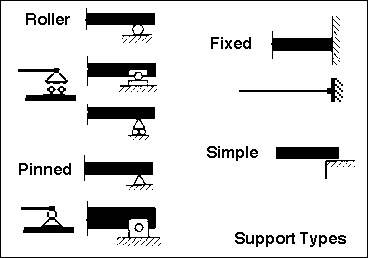 Roller
Fixed
Simple
Pinned
Support Types